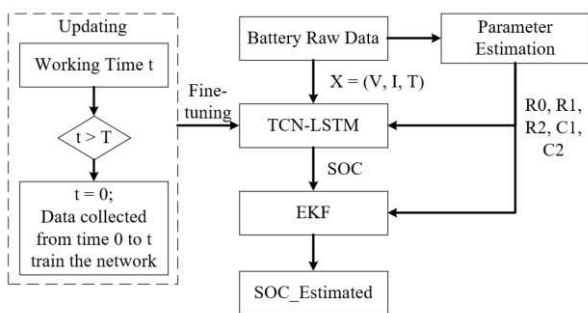 Updating
Working Time t
t > T
t = 0;
Data collected
from time 0 to t
train the network
Fine-
tuning
Battery Raw Data
X = (V, I, T)
TCN-LSTM
SOC
EKF
SOC_Estimated
Parameter
Estimation
R0, R1,
R2, C1,
C2